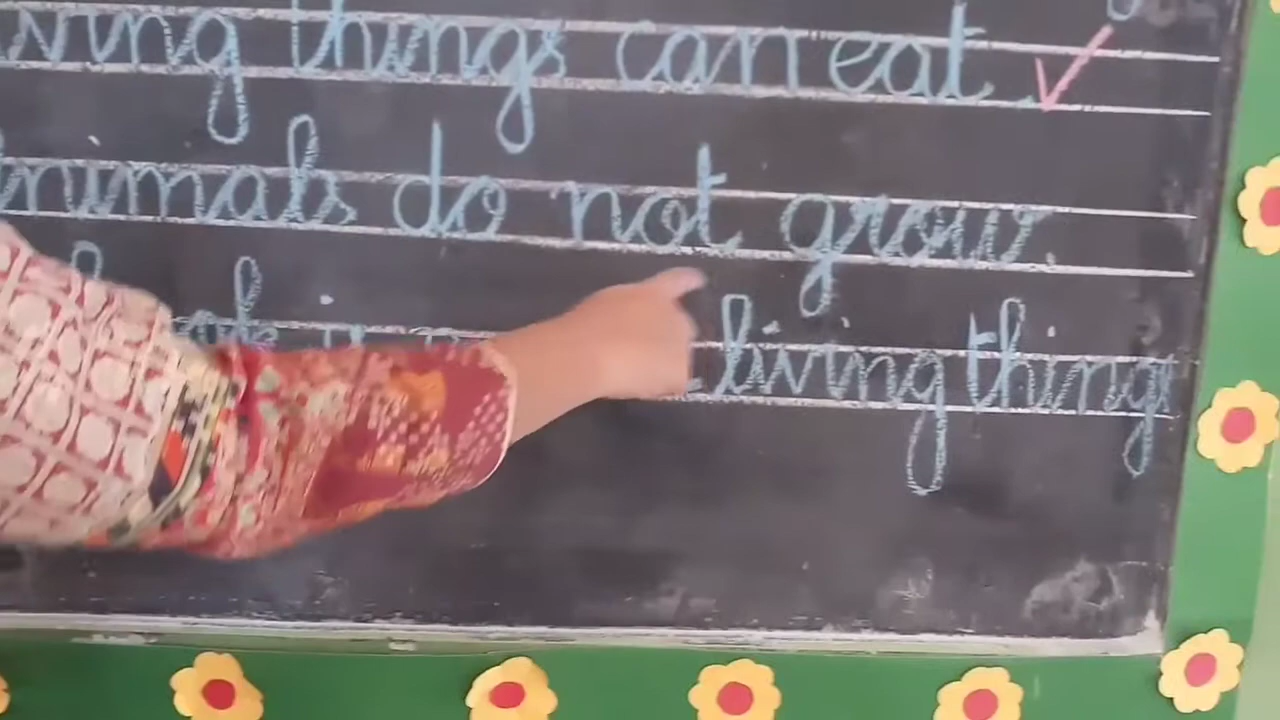 ving things can eat
nimals do not grow.
living things